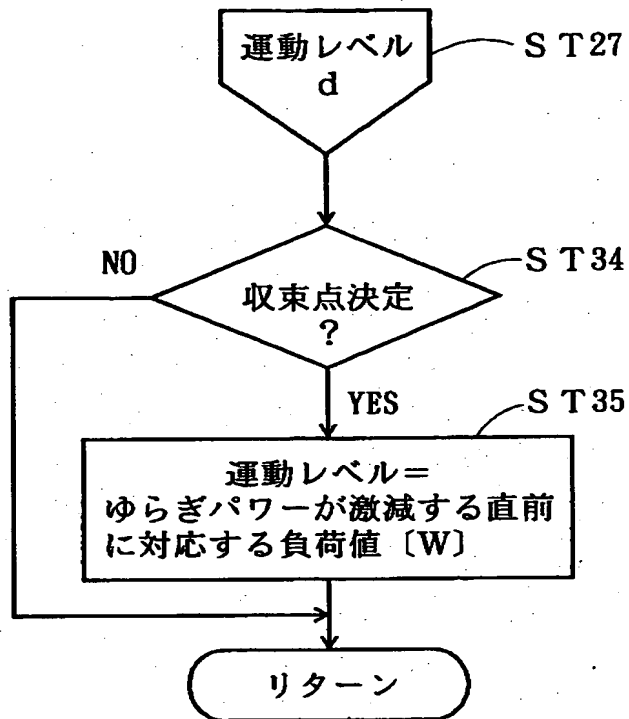 運動レベル
d
ST27
NO
収束点決定
?
ST34
YES
ST35
運動レベル＝
ゆらぎパワーが激減する直前
に対応する負荷値〔W〕
リターン